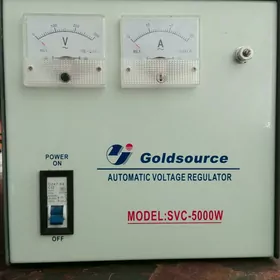 V
A
Goldsource
AUTOMATIC VOLTAGE REGULATOR
POWER
ON
OFF
MODEL:SVC-5000W